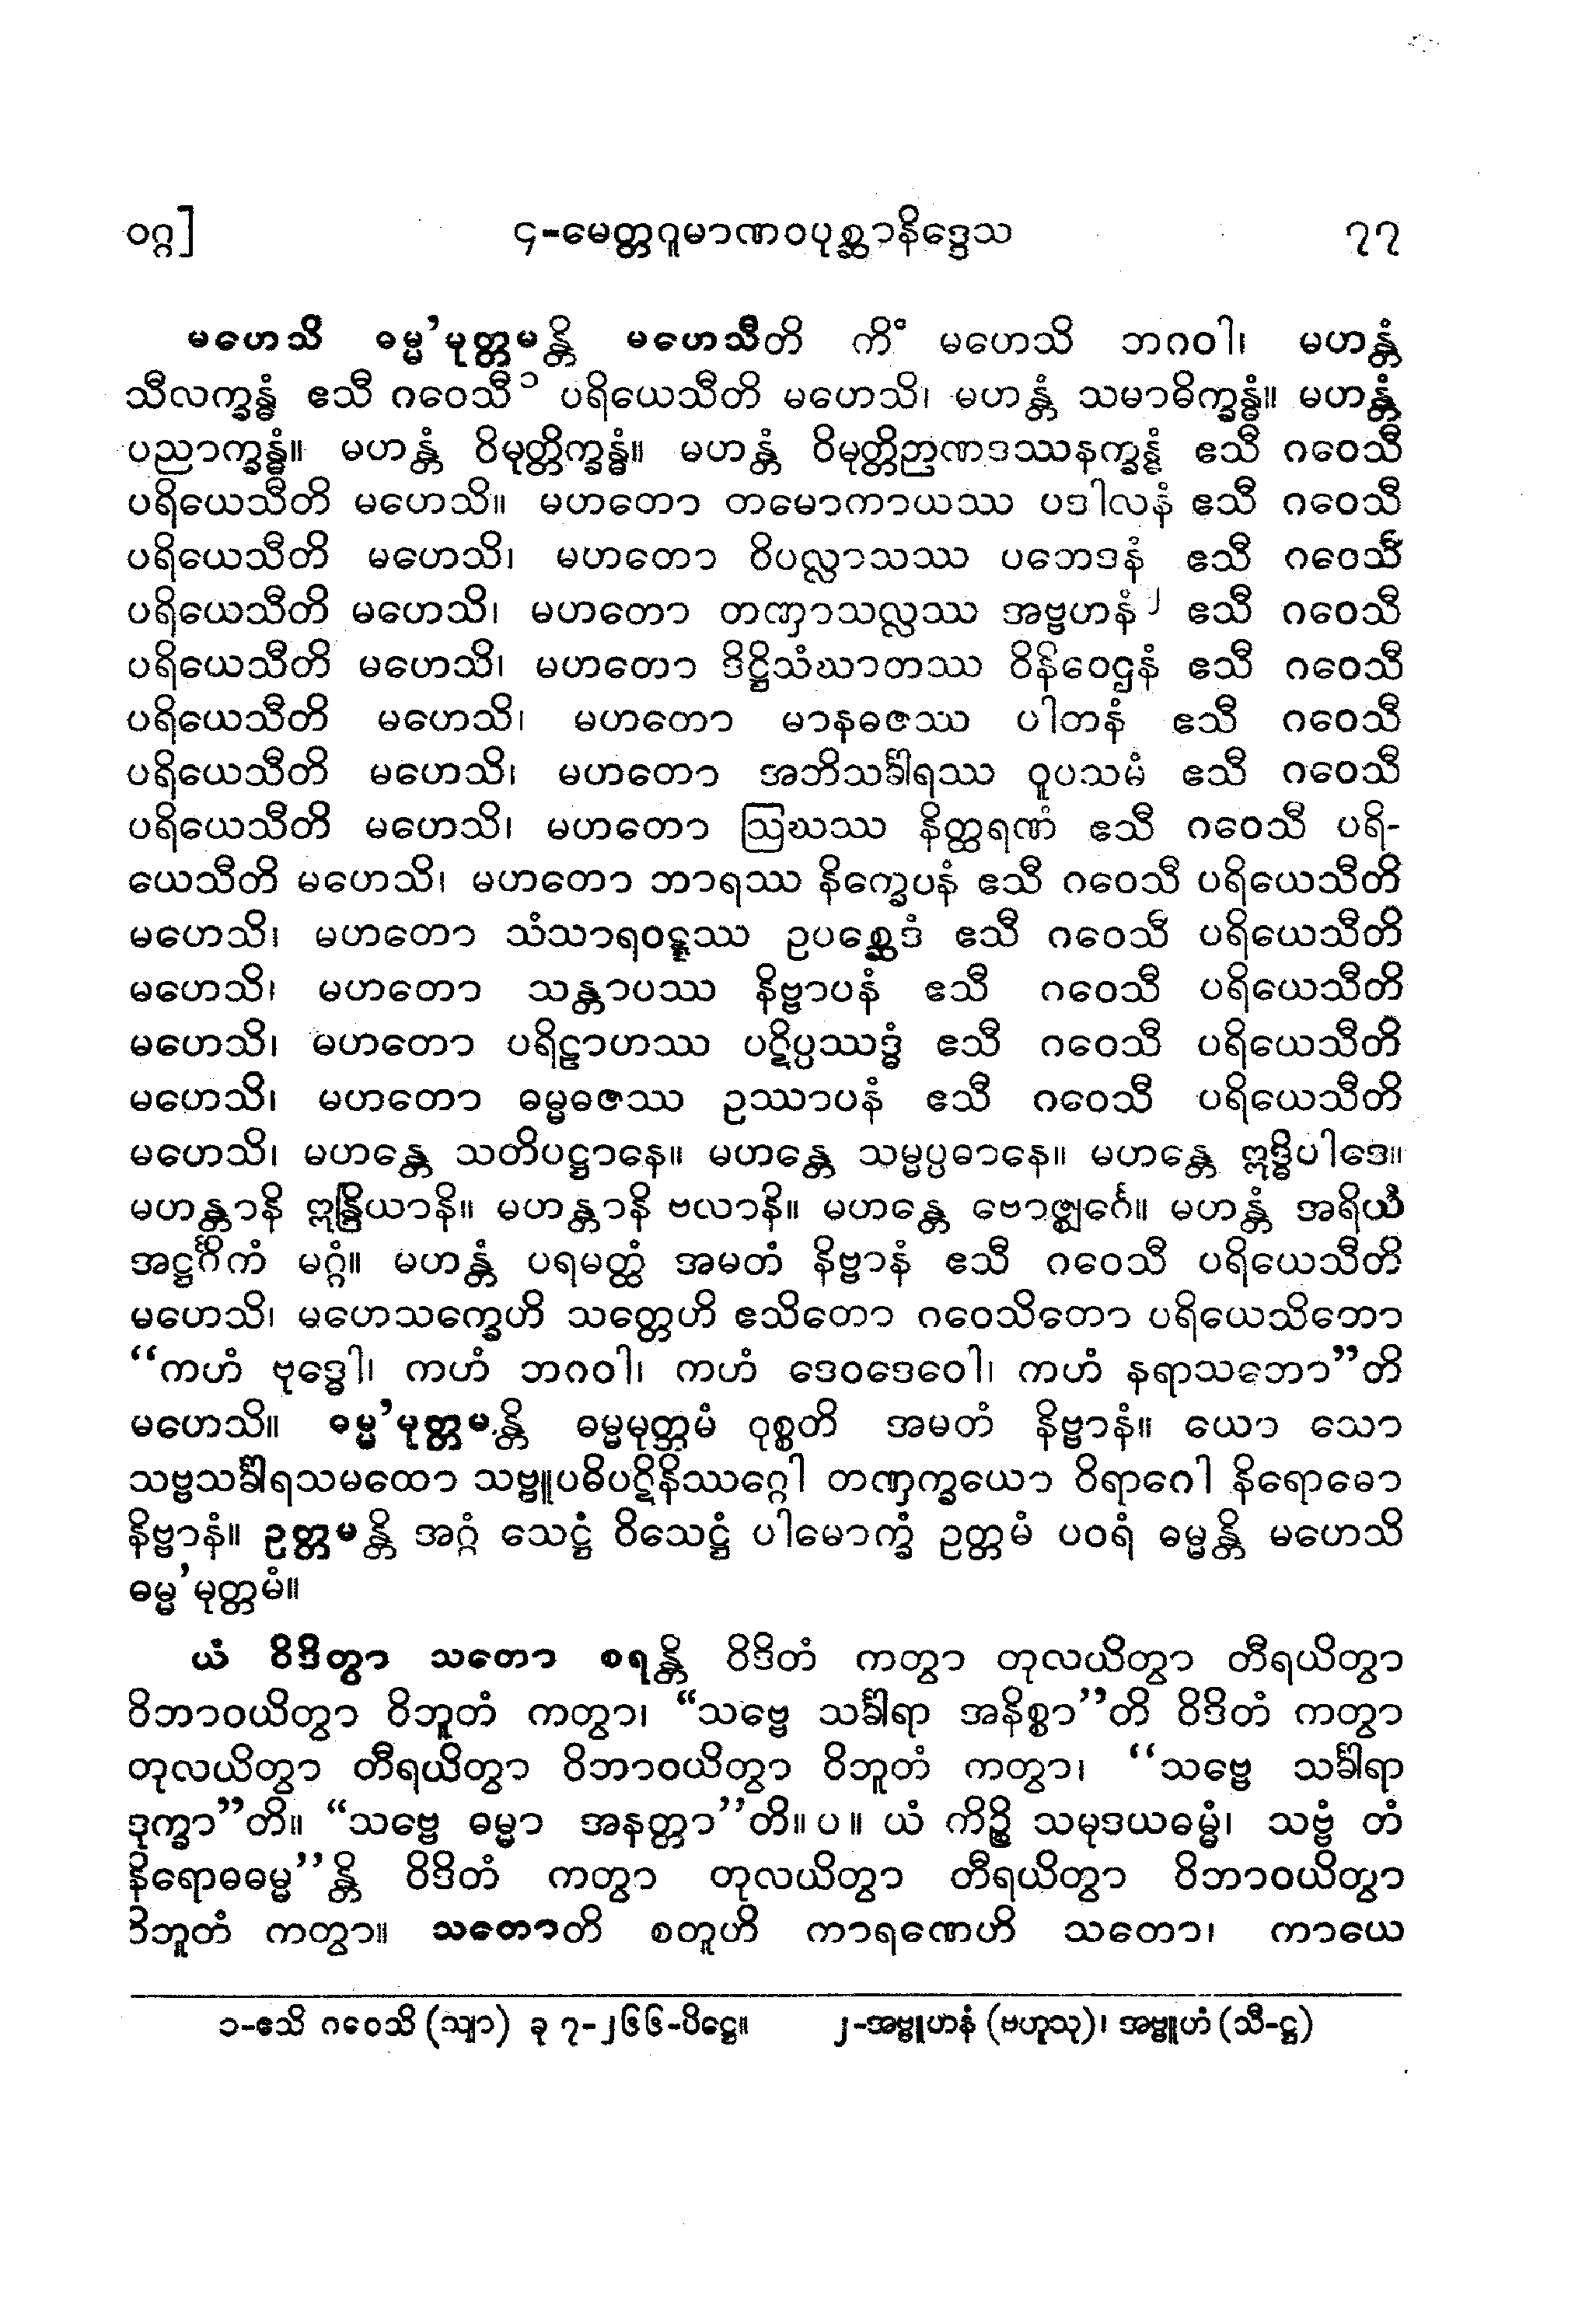 ဝဂ္ဂ] ၄-မေတ္တဂူမာဏဝပုစ္ဆာနိဒ္ဒေသ ၇၇
မဟေသိ ဓမ္မ'မုတ္တမန္တိ မဟေသီတိ ကိံ မဟေသိ ဘဂဝါ၊ မဟန္တံ
သီလက္ခန္ဓံ ဧသီ ဂဝေသီ၁ ပရိယေသီတိ မဟေသိ၊ မဟန္တံ သမာဓိက္ခန္ဓံ။ မဟန္တံ
ပညာက္ခန္ဓံ။ မဟန္တံ ဝိမုတ္တိက္ခန္ဓံ။ မဟန္တံ ဝိမုတ္တိဉာဏဒဿနက္ခန္ဓံ ဧသီ ဂဝေသီ
ပရိယေသီတိ မဟေသိ။ မဟတော တမောကာယဿ ပဒါလနံ ဧသီ ဂဝေသီ
ပရိယေသီတိ မဟေသိ၊ မဟတော ဝိပလ္လာသဿ ပဘေဒနံ ဧသီ ဂဝေသီ
ပရိယေသီတိ မဟေသိ၊ မဟတော တဏှာသလ္လဿ အဗ္ဗဟနံ၂ ဧသီ ဂဝေသီ
ပရိယေသီတိ မဟေသိ၊ မဟတော ဒိဋ္ဌိသံဃာတဿ ဝိနိဝေဌနံ ဧသီ ဂဝေသီ
ပရိယေသီတိ မဟေသိ၊ မဟတော မာနဓဇဿ ပါတနံ ဧသီ ဂဝေသီ
ပရိယေသီတိ မဟေသိ၊ မဟတော အဘိသင်္ခါရဿ ဝူပသမံ ဧသီ ဂဝေသီ
ပရိယေသီတိ မဟေသိ၊ မဟတော ဩဃဿ နိတ္ထရဏံ ဧသီ ဂဝေသီ ပရိ-
ယေသီတိ မဟေသိ၊ မဟတော ဘာရဿ နိက္ခေပနံ ဧသီ ဂဝေသီ ပရိယေသီတိ
မဟေသိ၊ မဟတော သံသာရဝဋ္ဋဿ ဥပစ္ဆေဒံ ဧသီ ဂဝေသီ ပရိယေသီတိ
မဟေသိ၊ မဟတော သန္တာပဿ နိဗ္ဗာပနံ ဧသီ ဂဝေသီ ပရိယေသီတိ
မဟေသိ၊ မဟတော ပရိဠာဟဿ ပဋိပ္ပဿဒ္ဓံ ဧသီ ဂဝေသီ ပရိယေသီတိ
မဟေသိ၊ မဟတော ဓမ္မဓဇဿ ဥဿာပနံ ဧသီ ဂဝေသီ ပရိယေသီတိ
မဟေသိ၊ မဟန္တေ သတိပဋ္ဌာနေ။ မဟန္တေ သမ္မပ္ပဓာနေ။ မဟန္တေ ဣဒ္ဓိပါဒေ။
မဟန္တာနိ ဣန္ဒြိယာနိ။ မဟန္တာနိ ဗလာနိ။ မဟန္တေ ဗောဇ္ဈင်္ဂေ။ မဟန္တံ အရိယံ
အဋ္ဌင်္ဂိကံ မဂ္ဂံ။ မဟန္တံ ပရမတ္ထံ အမတံ နိဗ္ဗာနံ ဧသီ ဂဝေသီ ပရိယေသီတိ
မဟေသိ၊ မဟေသက္ခေဟိ သတ္တေဟိ ဧသိတော ဂဝေသိတော ပရိယေသိတော
“ကဟံ ဗုဒ္ဓေါ၊ ကဟံ ဘဂဝါ၊ ကဟံ ဒေဝဒေဝေါ၊ ကဟံ နရာသဘော”တိ
မဟေသိ။ ဓမ္မ'မုတ္တမန္တိ ဓမ္မမုတ္တမံ ဝုစ္စတိ အမတံ နိဗ္ဗာနံ။ ယော သော
သဗ္ဗသင်္ခါရသမထော သဗ္ဗူပဓိပဋိနိဿဂ္ဂေါ တဏှက္ခယော ဝိရာဂေါ နိရောဓော
နိဗ္ဗာနံ။ ဥတ္တမန္တိ အဂ္ဂံ သေဋ္ဌံ ဝိသေဋ္ဌံ ပါမောက္ခံ ဥတ္တမံ ပဝရံ ဓမ္မန္တိ မဟေသိ
ဓမ္မ'မုတ္တမံ။
ယံ ဝိဒိတွာ သတော စရန္တိ ဝိဒိတံ ကတွာ တုလယိတွာ တီရယိတွာ
ဝိဘာဝယိတွာ ဝိဘူတံ ကတွာ၊ “သဗ္ဗေ သင်္ခါရာ အနိစ္စာ”တိ ဝိဒိတံ ကတွာ
တုလယိတွာ တီရယိတွာ ဝိဘာဝယိတွာ ဝိဘူတံ ကတွာ၊ “သဗ္ဗေ သင်္ခါရာ
ဒုက္ခာ”တိ။ “သဗ္ဗေ ဓမ္မာ အနတ္တာ”တိ။ ပ ။ ယံ ကိဉ္စိ သမုဒယဓမ္မံ၊ သဗ္ဗံ တံ
နိရောဓဓမ္မ”န္တိ ဝိဒိတံ ကတွာ တုလယိတွာ တီရယိတွာ ဝိဘာဝယိတွာ
ဝိဘူတံ ကတွာ။ သတောတိ စတူဟိ ကာရဏေဟိ သတော၊ ကာယေ
၁-ဧသိ ဂဝေသိ (သျာ) ခု ၇-၂၆၆-ပိဋ္ဌေ။ ၂-အဗ္ဗူဟနံ (ဗဟူသု)၊ အဗ္ဗူဟံ (သီ-ဋ္ဌ)